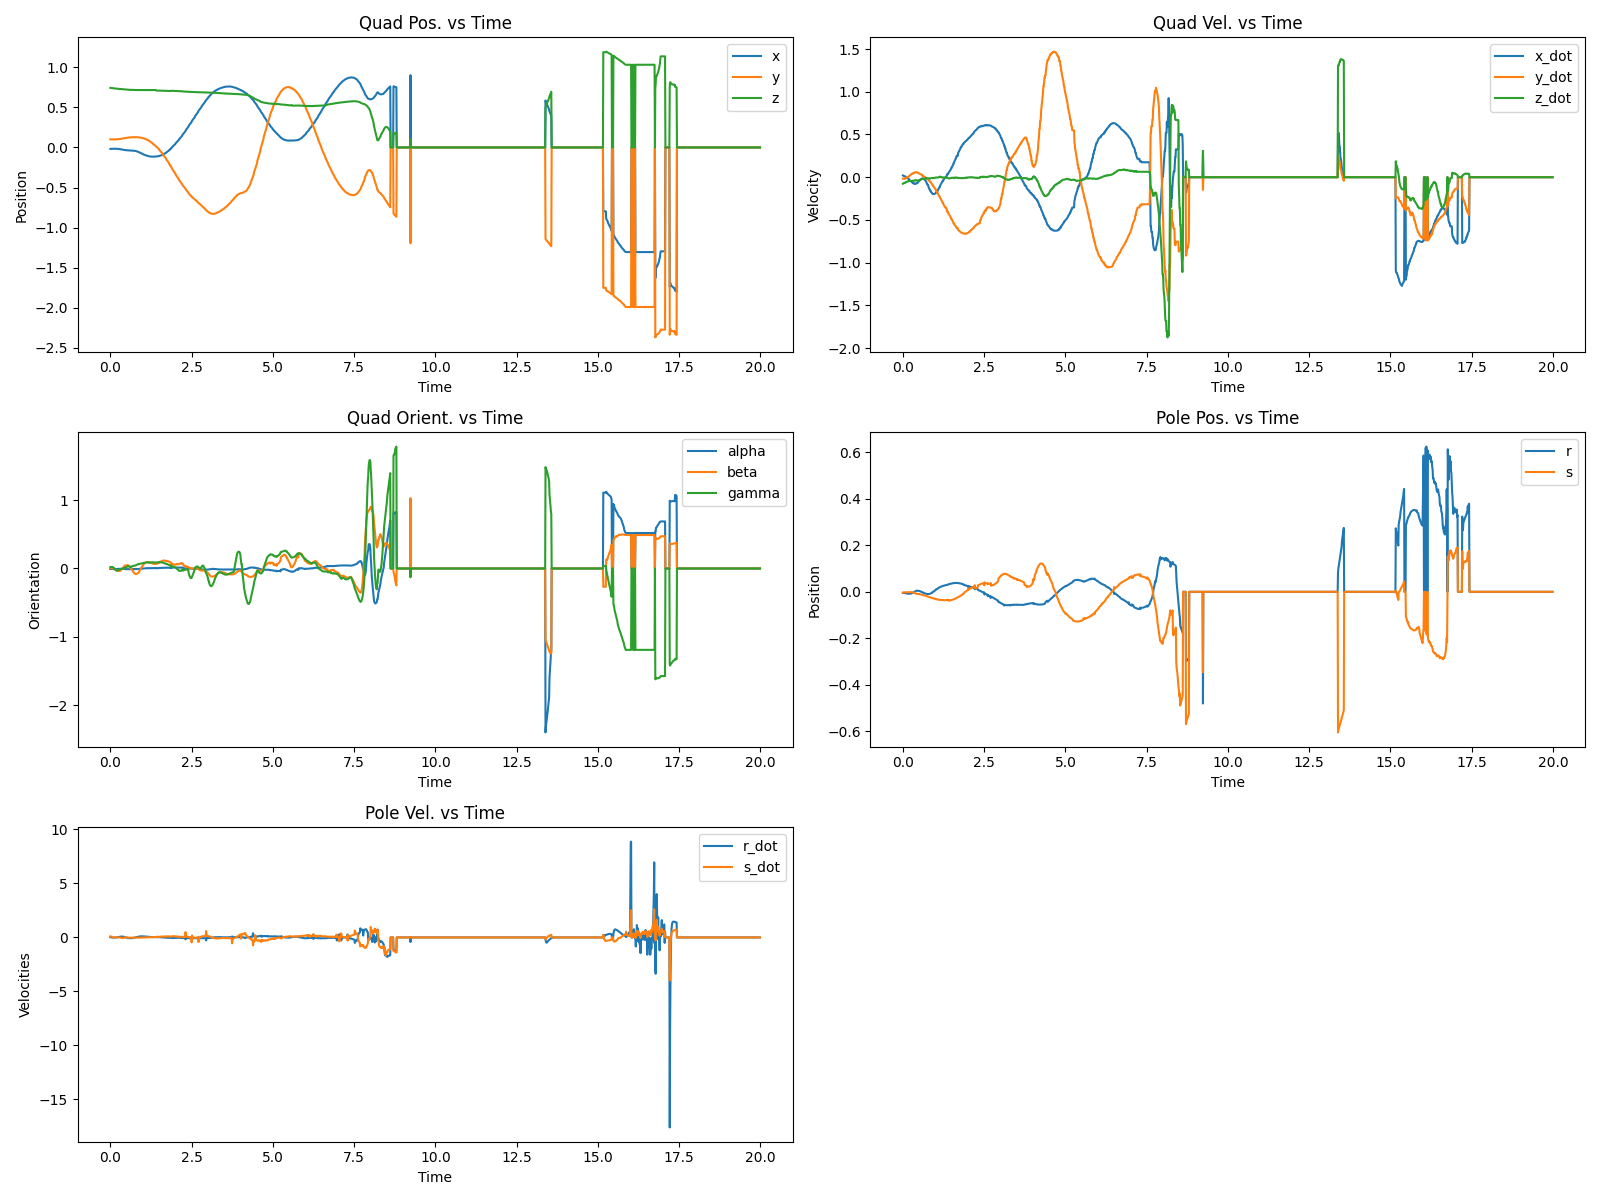 Quad Pos. vs Time
Position
1.0
0.5
0.0
−0.5
−1.0
−1.5
−2.0
−2.5
x
y
z
0.0 2.5 5.0 7.5 10.0 12.5 15.0 17.5 20.0
Time
Quad Vel. vs Time
Velocity
1.5
1.0
0.5
0.0
−0.5
−1.0
−1.5
−2.0
x_dot
y_dot
z_dot
0.0 2.5 5.0 7.5 10.0 12.5 15.0 17.5 20.0
Time
Quad Orient. vs Time
Orientation
1
0
−1
−2
alpha
beta
gamma
0.0 2.5 5.0 7.5 10.0 12.5 15.0 17.5 20.0
Time
Pole Pos. vs Time
Position
0.6
0.4
0.2
0.0
−0.2
−0.4
−0.6
r
s
0.0 2.5 5.0 7.5 10.0 12.5 15.0 17.5 20.0
Time
Pole Vel. vs Time
Velocities
10
5
0
−5
−10
−15
r_dot
s_dot
0.0 2.5 5.0 7.5 10.0 12.5 15.0 17.5 20.0
Time